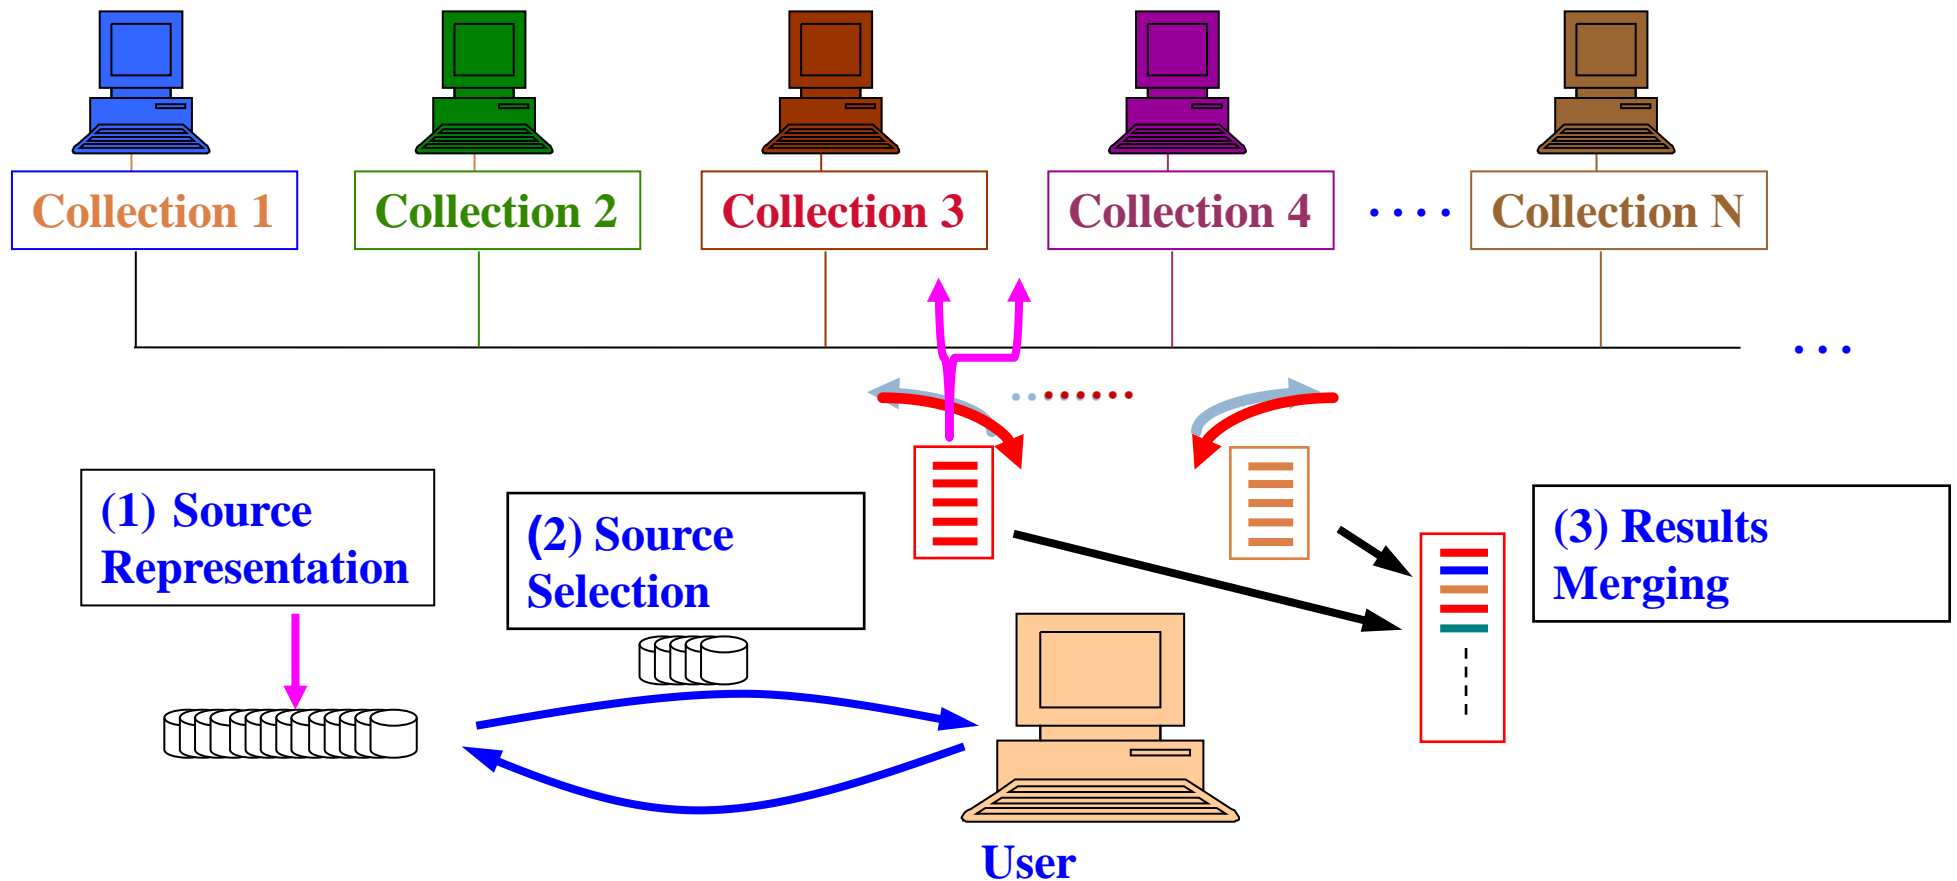 Collection 1
Collection 2
Collection 3
Collection 4
. . . .
Collection N
. . .
(1) Source
Representation
(2) Source
Selection
(3) Results
Merging
User